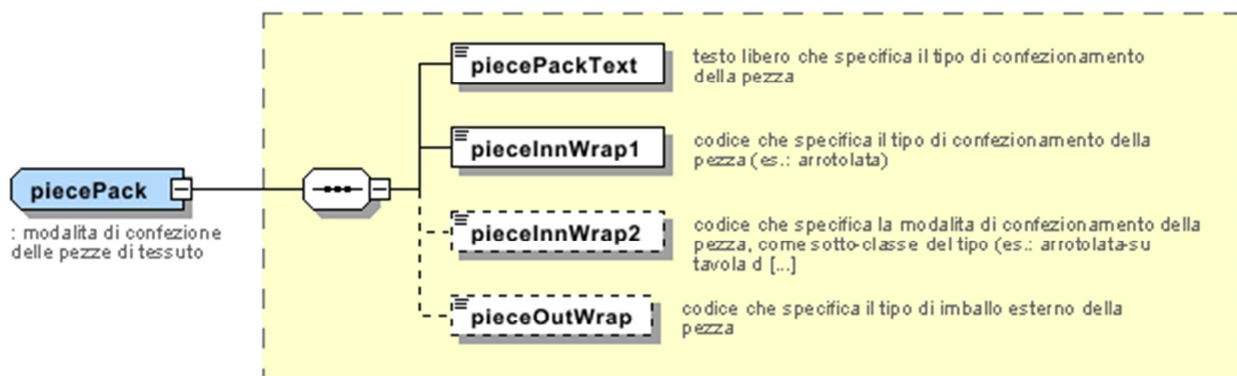 piecePackText
testo libero che specifica il tipo di confezionamento
della pezza
pieceInnWrap1
codice che specifica il tipo di confezionamento della
pezza (es.: arrotolata)
piecePack
: modalita di confezione
delle pezze di tessuto
pieceInnWrap2
codice che specifica la modalita di confezionamento della
pezza, come sotto-classe del tipo (es.: arrotolata-su
tavola d [...]
pieceOutWrap
codice che specifica il tipo di imballo esterno della
pezza